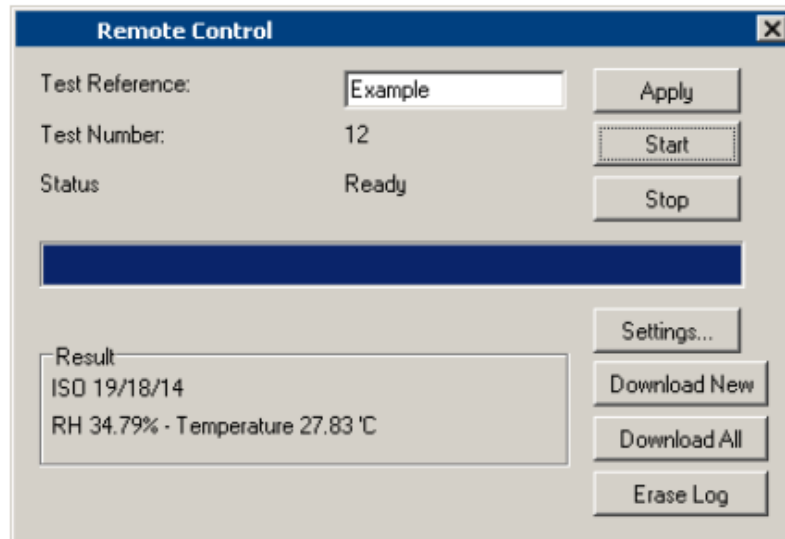 Remote Control
Test Reference: Example Apply
Test Number: 12 Start
Status Ready Stop
Settings...
Result
ISO 19/18/14 Download New
RH 34.79% - Temperature 27.83 'C Download All
Erase Log